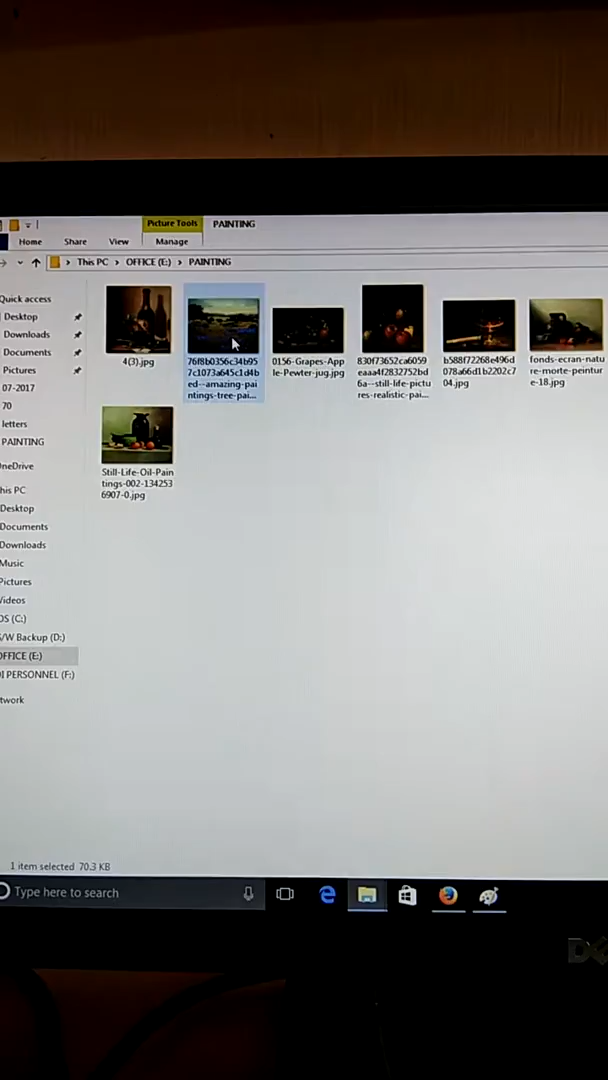 Picture Tools PAINTING
Home Share View Manage
This PC > OFFICE (E:) > PAINTING
Quick access
Desktop
Downloads
Documents
Pictures
07-2017
70
letters
PAINTING
neDrive
his PC
Desktop
Documents
Downloads
Music
Pictures
Videos
OS (C:)
/W Backup (D:)
OFFICE (E:)
I PERSONNEL (F:)
twork
4(3).jpg
76f8b0356c34b95
7c1073a645c1d4b
ed--amazing-pai
ntings-tree-pai...
0156-Grapes-App
le-Pewter-jug.jpg
830f73652ca6059
eaaa4f2832752bd
6a--still-life-pictu
res-realistic-pai...
b588f72268e496d
078a66d1b2202c7
04.jpg
fonds-ecran-natu
re-morte-peintur
e-18.jpg
Still-Life-Oil-Pain
tings-002-134253
6907-0.jpg
1 item selected 70.3 KB
Type here to search